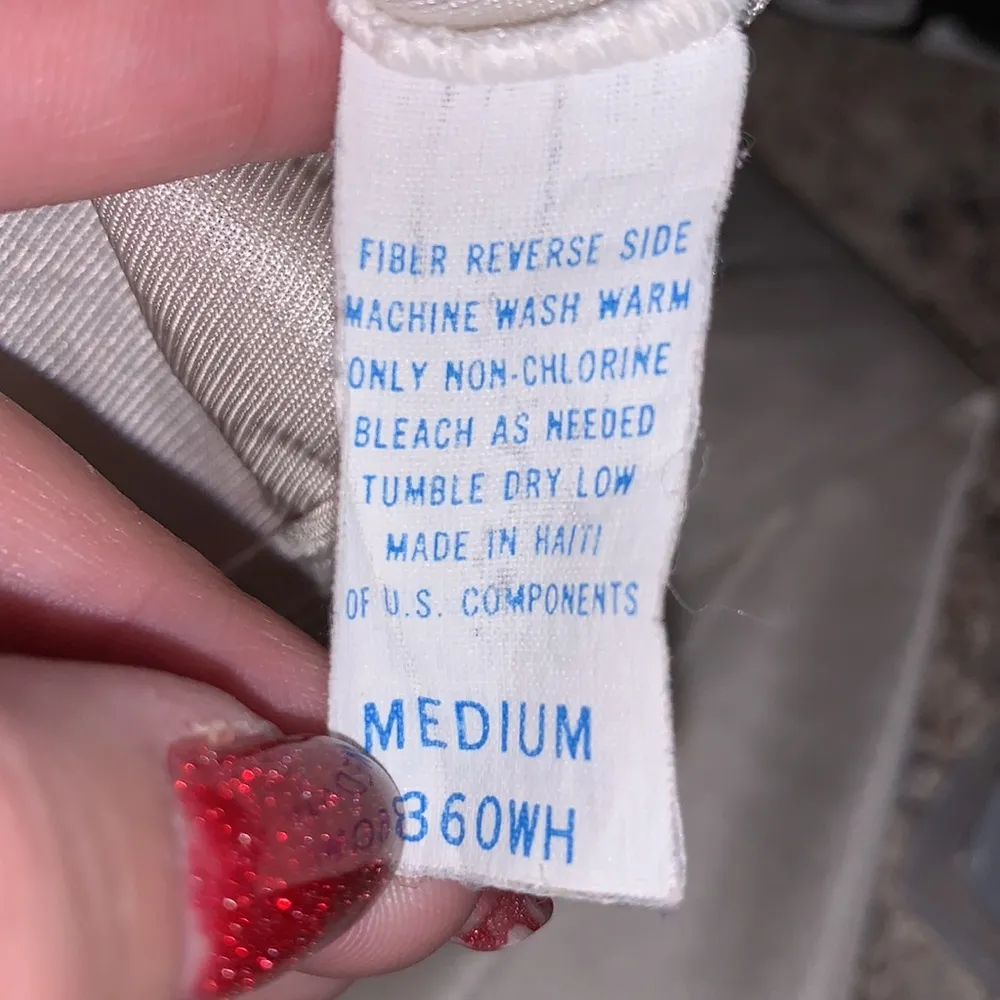 FIBER REVERSE SIDE
MACHINE WASH WARM
ONLY NON-CHLORINE
BLEACH AS NEEDED
TUMBLE DRY LOW
MADE IN HAITI
OF U.S. COMPONENTS
MEDIUM